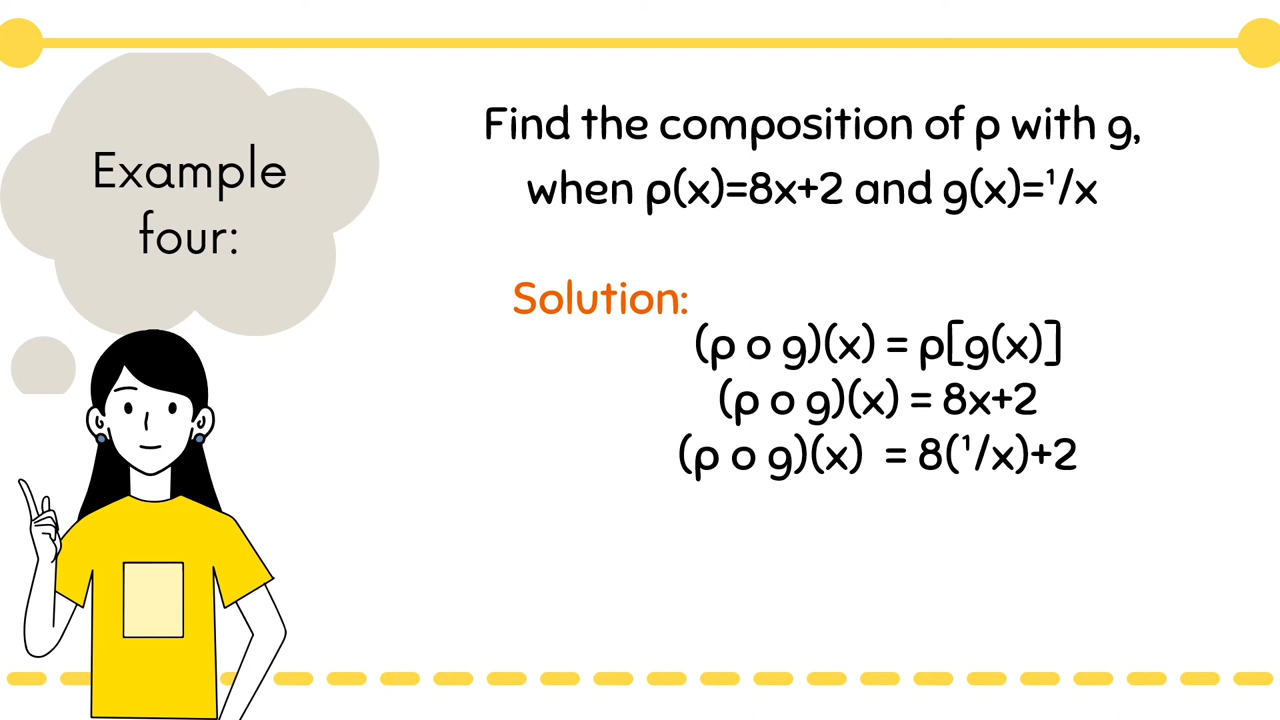 Example
four:
Find the composition of p with g,
when p(x)=8x+2 and g(x)=¹/x
Solution:
(p o g)(x) = p[g(x)]
(p o g)(x) = 8x+2
(p o g)(x) = 8(¹/x)+2